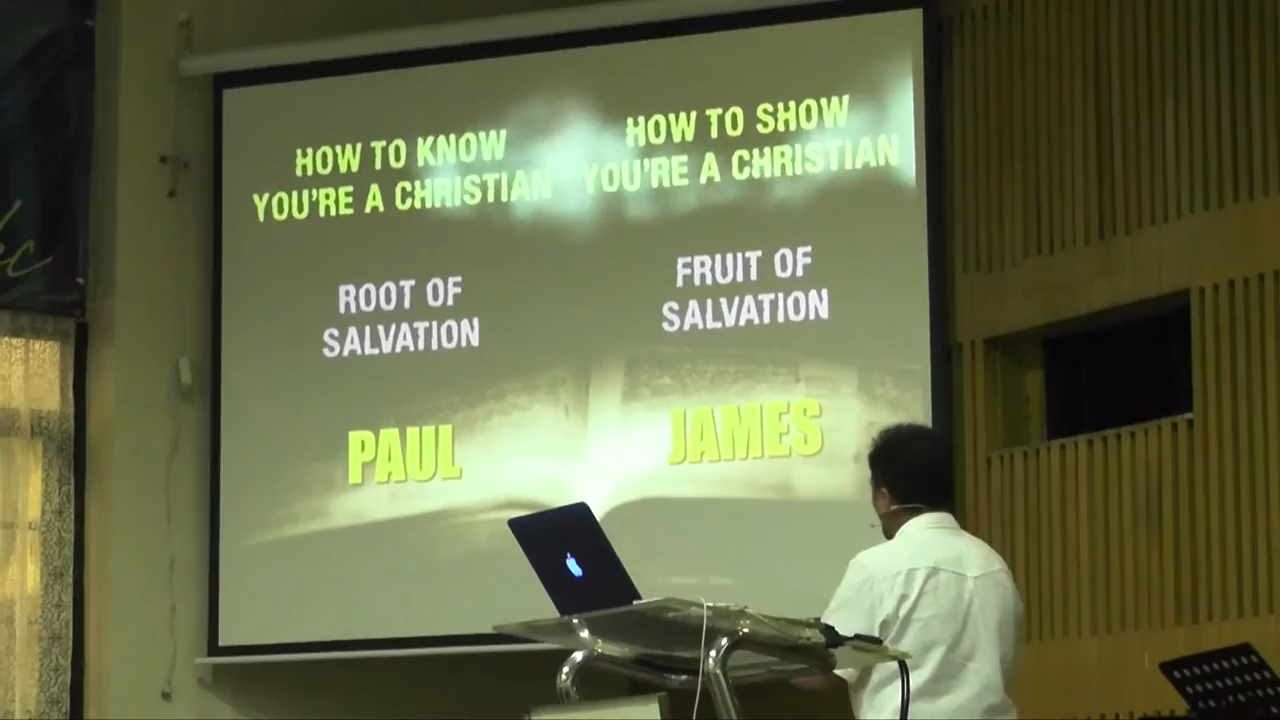 HOW TO KNOW
YOU'RE A CHRISTIAN
HOW TO SHOW
YOU'RE A CHRISTIAN
ROOT OF
SALVATION
FRUIT OF
SALVATION
PAUL
JAMES